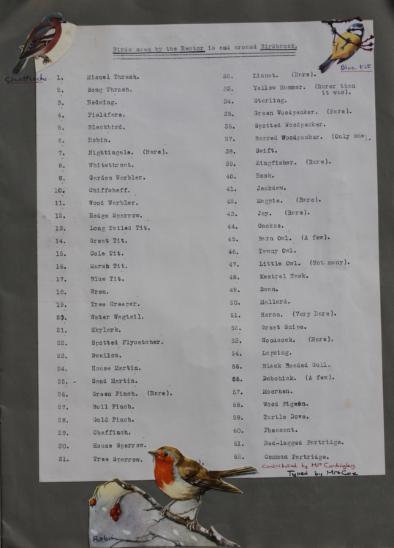 Birds seen by the Rector in and around Birkbrook.
Chaffinch
Blue Tit
1. Missel Thrush.
2. Song Thrush.
3. Redwing.
4. Fieldfare.
5. Blackbird.
6. Robin.
7. Nightingale. (Rare).
8. Whitethroat.
9. Garden Warbler.
10. Chiffchaff.
11. Wood Warbler.
12. Hedge Sparrow.
13. Long Tailed Tit.
14. Great Tit.
15. Cole Tit.
16. Marsh Tit.
17. Blue Tit.
18. Wren.
19. Tree Creeper.
20. Water Wagtail.
21. Skylark.
22. Spotted Flycatcher.
23. Swallow.
24. House Martin.
25. Sand Martin.
26. Green Finch. (Rare).
27. Bull Finch.
28. Gold Finch.
29. Chaffinch.
30. House Sparrow.
31. Tree Sparrow.
32. Linnet. (Rare).
33. Yellow Hammer. (Rarer than
it was).
34. Starling.
35. Green Woodpecker. (Rare).
36. Spotted Woodpecker.
37. Barred Woodpecker. (Only one).
38. Swift.
39. Kingfisher. (Rare).
40. Rook.
41. Jackdaw.
42. Magpie. (Rare).
43. Jay. (Rare).
44. Cuckoo.
45. Barn Owl. (A few).
46. Tawny Owl.
47. Little Owl. (Not many).
48. Kestrel Hawk.
49. Swan.
50. Mallard.
51. Heron. (Very Rare).
52. Great Snipe.
53. Woodcock. (Rare).
54. Lapwing.
55. Black Headed Gull.
56. Dabchick. (A few).
57. Moorhen.
58. Wood Pigeon.
59. Turtle Dove.
60. Pheasant.
61. Red-legged Partridge.
62. Common Partridge.
Contributed by Mrs
Typed by Mrs Cox
Robin